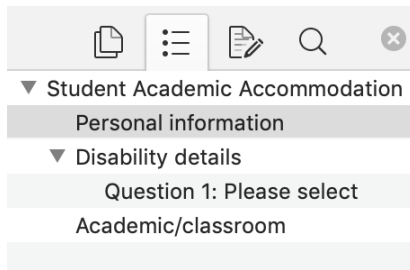 Student Academic Accommodation
Personal information
Disability details
Question 1: Please select
Academic/classroom